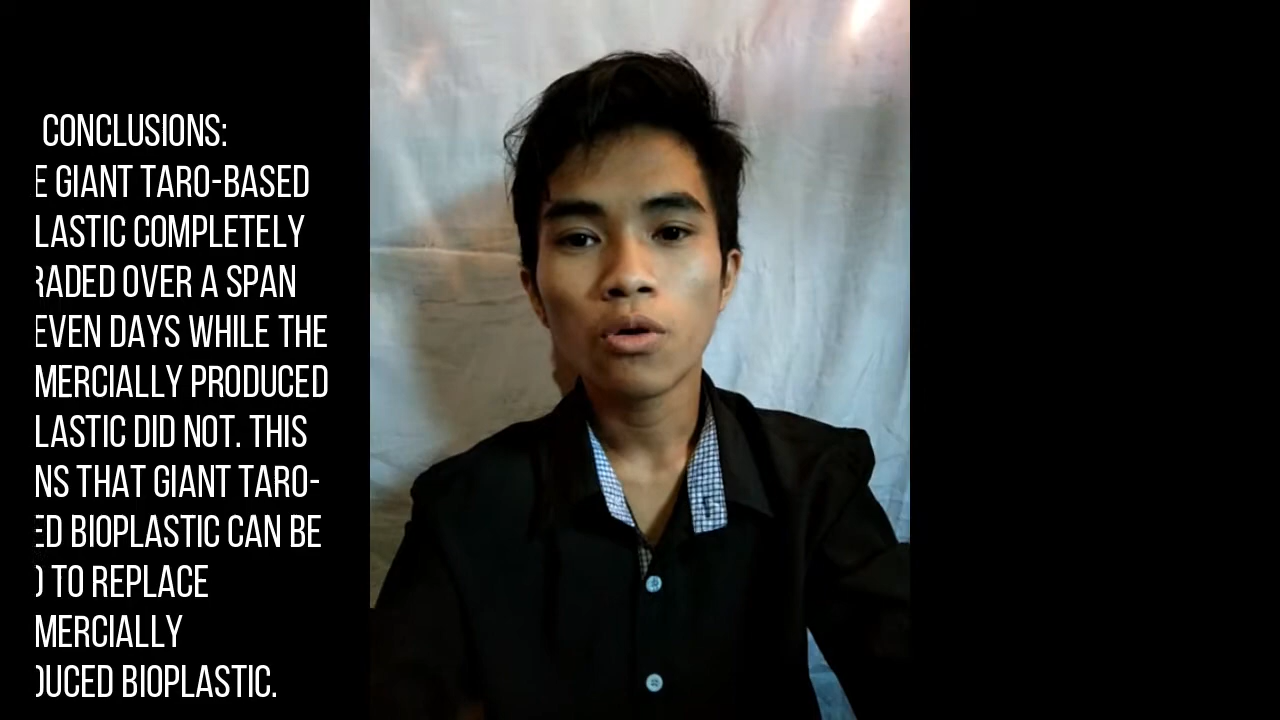 CONCLUSIONS:
E GIANT TARO-BASED
LASTIC COMPLETELY
RADED OVER A SPAN
EVEN DAYS WHILE THE
MERCIALLY PRODUCED
LASTIC DID NOT. THIS
NS THAT GIANT TARO-
ED BIOPLASTIC CAN BE
TO REPLACE
MERCIALLY
DUCED BIOPLASTIC.